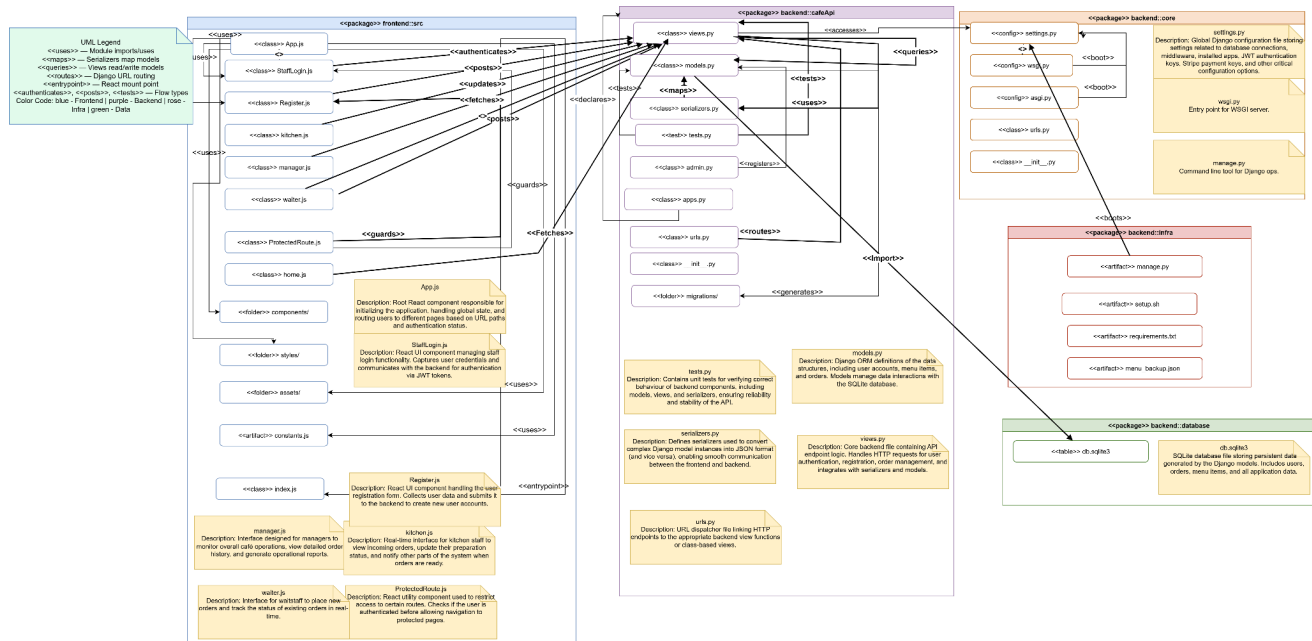 UML Legend
<<uses>> — Module imports/uses
<<maps>> — Serializers map models
<<queries>> — Views read/write models
<<routes>> — Django URL routing
<<entrypoint>> — React mount point
<<authenticates>>, <<posts>>, <<tests>> — Flow types
Color Code: blue - Frontend | purple - Backend | rose -
Infra | green - Data
<<package>> frontend::src
<<uses>>
uses>>
<<class>> App.js
<>
<<class>> StaffLogin.js
<<class>> Register.js
<<class>> kitchen.js
<<uses>>
<<class>> manager.js
<<class>> waiter.js
<<class>> ProtectedRoute.js
<<class>> home.js
<<folder>> components/
<<folder>> styles/
<<folder>> assets/
<<artifact>> constants.js
<<class>> index.js
<<authenticates>>
<<posts>>
<<updates>>
<<fetches>>
<>
<<posts>>
<<guards>>
<<guards>>
<<Fetches>>
<<uses>>
<<uses>>
<<entrypoint>>
App.js
Description: Root React component responsible for
initializing the application, handling global state, and
routing users to different pages based on URL paths
and authentication status.
StaffLogin.js
Description: React UI component managing staff
login functionality. Captures user credentials and
communicates with the backend for authentication
via JWT tokens.
Register.js
Description: React UI component handling the user
registration form. Collects user data and submits it
to the backend to create new user accounts.
manager.js
Description: Interface designed for managers to
monitor overall café operations, view detailed order
history, and generate operational reports.
kitchen.js
Description: Real-time interface for kitchen staff to
view incoming orders, update their preparation
status, and notify other parts of the system when
orders are ready.
waiter.js
Description: Interface for waitstaff to place new
orders and track the status of existing orders in real-
time.
ProtectedRoute.js
Description: React utility component used to restrict
access to certain routes. Checks if the user is
authenticated before allowing navigation to
protected pages.
<<package>> backend::cafeApi
<<class>> views.py
<<class>> models.py
<<tests>>
<<maps>>
<<declares>>
<<class>> serializers.py
<<test>> tests.py
<<class>> admin.py
<<registers>>
<<class>> apps.py
<<class>> urls.py
<<class>> __init__.py
<<folder>> migrations/
<<accesses>>
<<queries>>
<<tests>>
<<uses>>
<<routes>>
<<Import>>
<<generates>>
tests.py
Description: Contains unit tests for verifying correct
behaviour of backend components, including
models, views, and serializers, ensuring reliability
and stability of the API.
models.py
Description: Django ORM definitions of the data
structures, including user accounts, menu items,
and orders. Models manage data interactions with
the SQLite database.
serializers.py
Description: Defines serializers used to convert
complex Django model instances into JSON format
(and vice versa), enabling smooth communication
between the frontend and backend.
views.py
Description: Core backend file containing API
endpoint logic. Handles HTTP requests for user
authentication, registration, order management, and
integrates with serializers and models.
urls.py
Description: URL dispatcher file linking HTTP
endpoints to the appropriate backend view functions
or class-based views.
<<package>> backend::core
<<config>> settings.py
<>
<<config>> wsgi.py
<<config>> asgi.py
<<class>> urls.py
<<class>> __init__.py
<<boot>>
<<boot>>
settings.py
Description: Global Django configuration file storing
settings related to database connections,
middleware, installed apps, JWT authentication
keys, Stripe payment keys, and other critical
configuration options.
wsgi.py
Entry point for WSGI server.
manage.py
Command line tool for Django ops.
<<boots>>
<<package>> backend::infra
<<artifact>> manage.py
<<artifact>> setup.sh
<<artifact>> requirements.txt
<<artifact>> menu_backup.json
<<package>> backend::database
<<table>> db.sqlite3
db.sqlite3
SQLite database file storing persistent data
generated by the Django models. Includes users,
orders, menu items, and all application data.